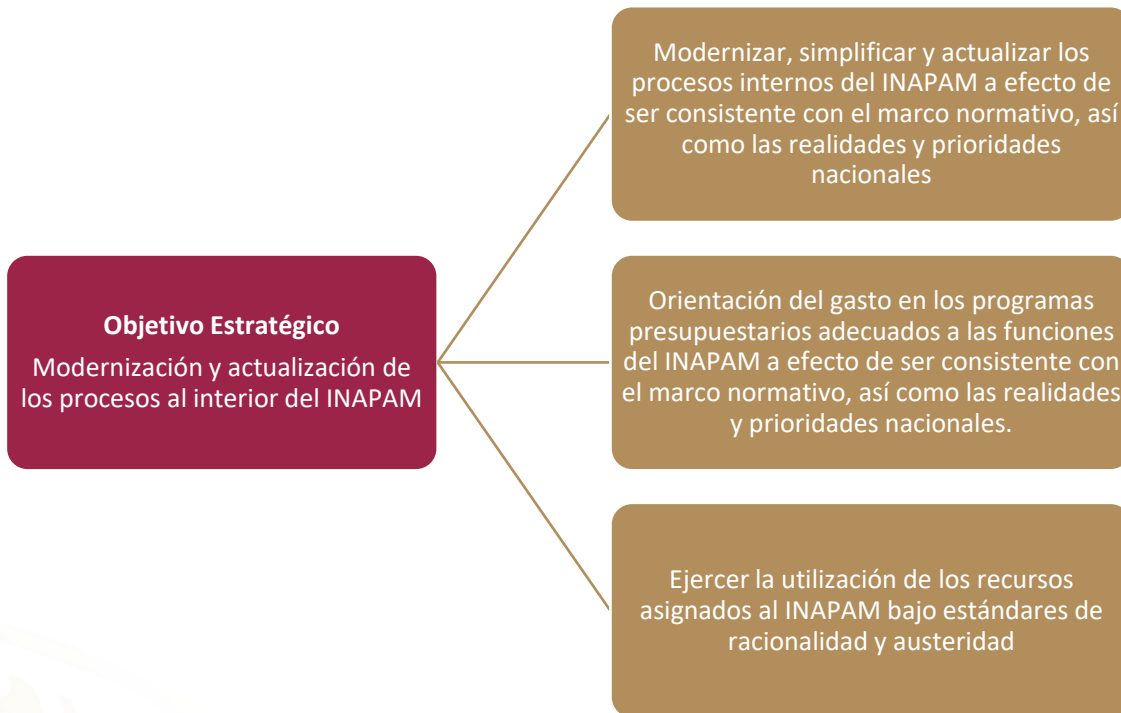 Objetivo Estratégico
Modernización y actualización de
los procesos al interior del INAPAM
Modernizar, simplificar y actualizar los
procesos internos del INAPAM a efecto de
ser consistente con el marco normativo, así
como las realidades y prioridades
nacionales
Orientación del gasto en los programas
presupuestarios adecuados a las funciones
del INAPAM a efecto de ser consistente con
el marco normativo, así como las realidades
y prioridades nacionales.
Ejercer la utilización de los recursos
asignados al INAPAM bajo estándares de
racionalidad y austeridad